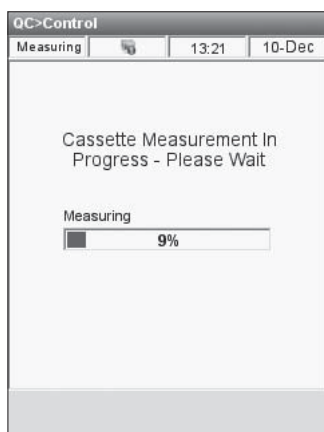 QC>Control
Measuring 13:21 10-Dec
Cassette Measurement In
Progress - Please Wait
Measuring
9%